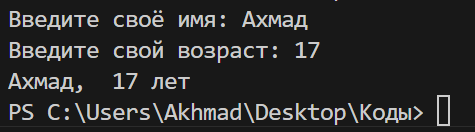 Введите своё имя: Ахмад
Введите свой возраст: 17
Ахмад,  17 лет
PS C:\Users\Akhmad\Desktop\Коды>